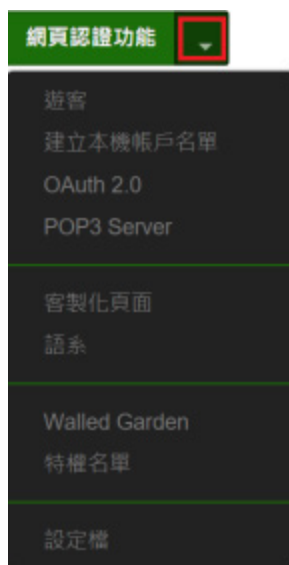 網頁認證功能
遊客
建立本機帳戶名單
OAuth 2.0
POP3 Server
客製化頁面
語系
Walled Garden
特權名單
設定檔